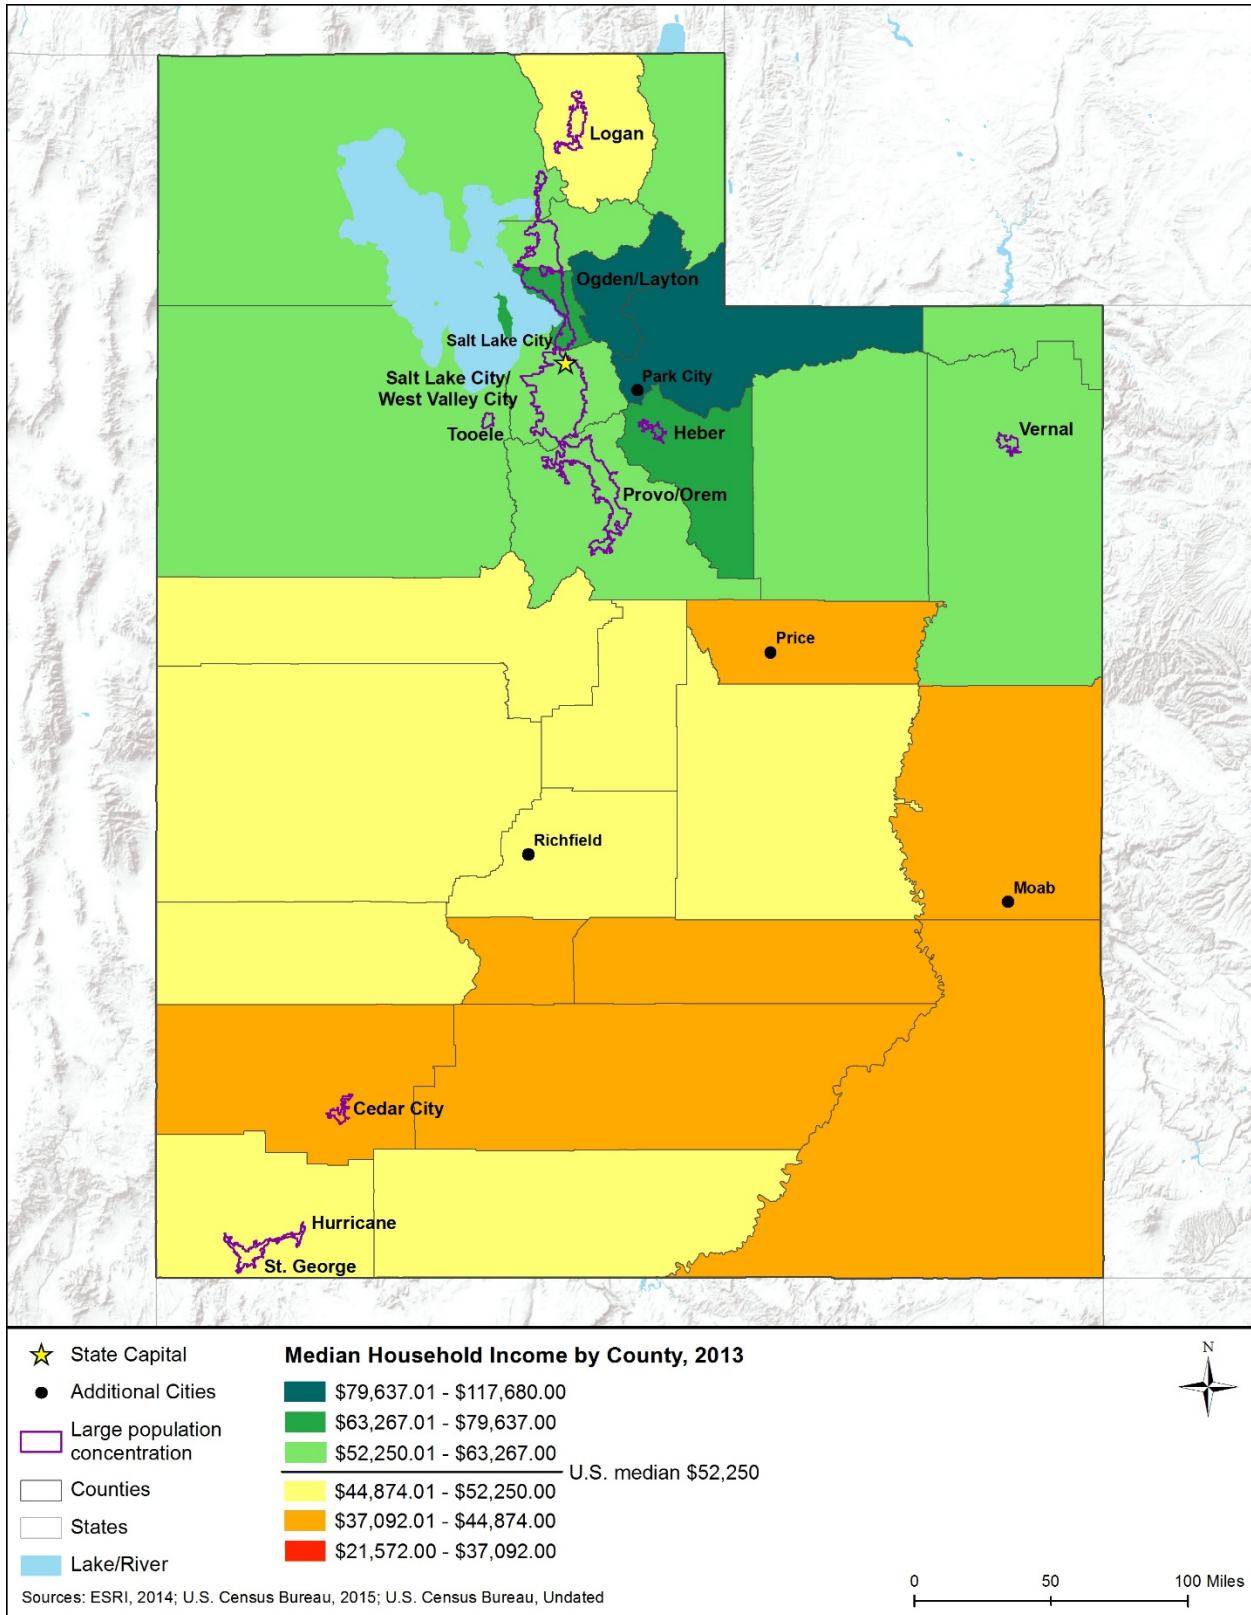 Logan
Ogden/Layton
Salt Lake City
Salt Lake City/
West Valley City
Park City
Tooele
Heber
Vernal
Provo/Orem
Price
Richfield
Moab
Cedar City
Hurricane
St. George
State Capital
Additional Cities
Large population
concentration
Counties
States
Lake/River
Median Household Income by County, 2013
$79,637.01 - $117,680.00
$63,267.01 - $79,637.00
$52,250.01 - $63,267.00
U.S. median $52,250
$44,874.01 - $52,250.00
$37,092.01 - $44,874.00
$21,572.00 - $37,092.00
N
0 50 100 Miles
Sources: ESRI, 2014; U.S. Census Bureau, 2015; U.S. Census Bureau, Undated